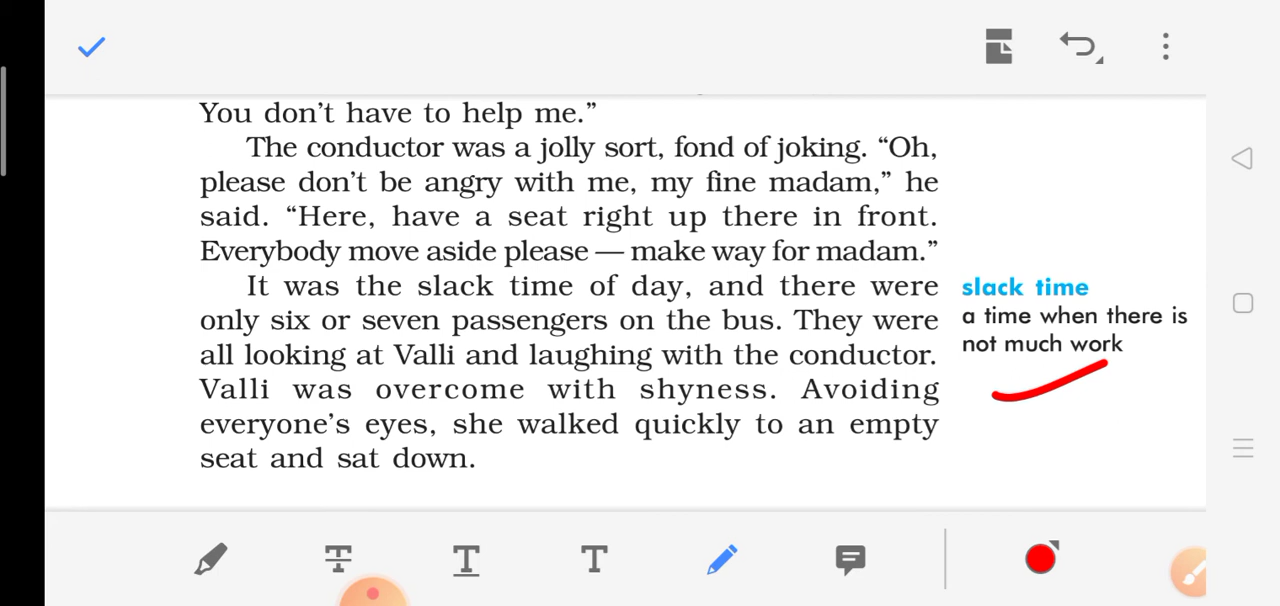 You don't have to help me.”
The conductor was a jolly sort, fond of joking. “Oh,
please don't be angry with me, my fine madam,” he
said. “Here, have a seat right up there in front.
Everybody move aside please — make way for madam.”
It was the slack time of day, and there were
only six or seven passengers on the bus. They were
all looking at Valli and laughing with the conductor.
Valli was overcome with shyness. Avoiding
everyone's eyes, she walked quickly to an empty
seat and sat down.
slack time
a time when there is
not much work